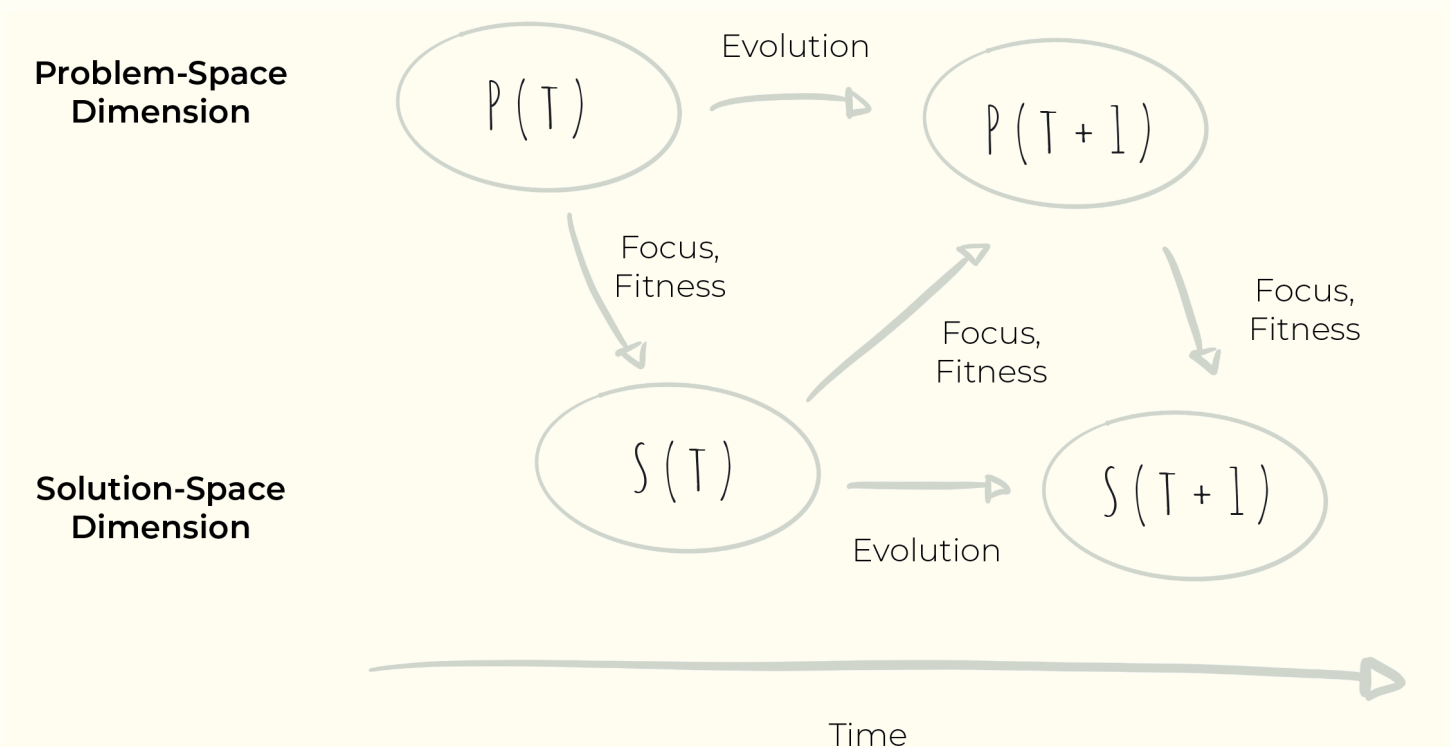 Evolution
Problem-Space
Dimension
P(T)
P(T+1)
Focus,
Fitness
Focus,
Fitness
Focus,
Fitness
Solution-Space
Dimension
S(T)
S(T+1)
Evolution
Time